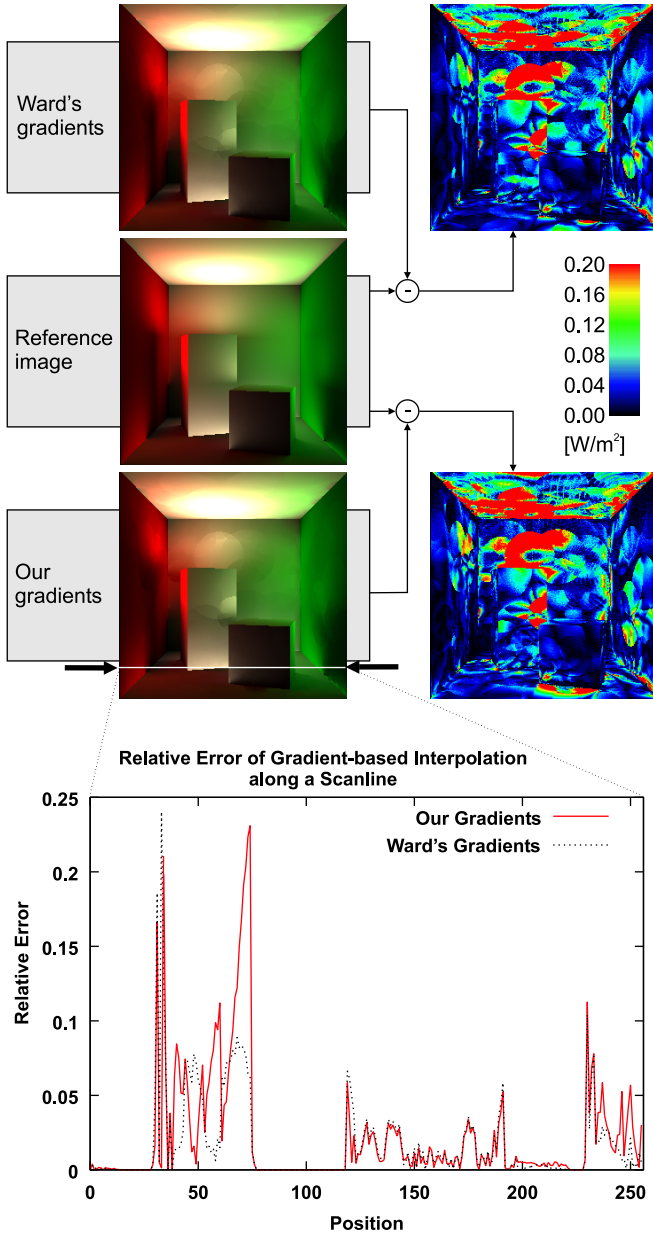 Ward's
gradients
-
Reference
image
-
0.20
0.16
0.12
0.08
0.04
0.00
[W/m²]
Our
gradients
Relative Error of Gradient-based Interpolation
along a Scanline
Our Gradients
Ward's Gradients
Relative Error
0.25
0.2
0.15
0.1
0.05
0
0 50 100 150 200 250
Position